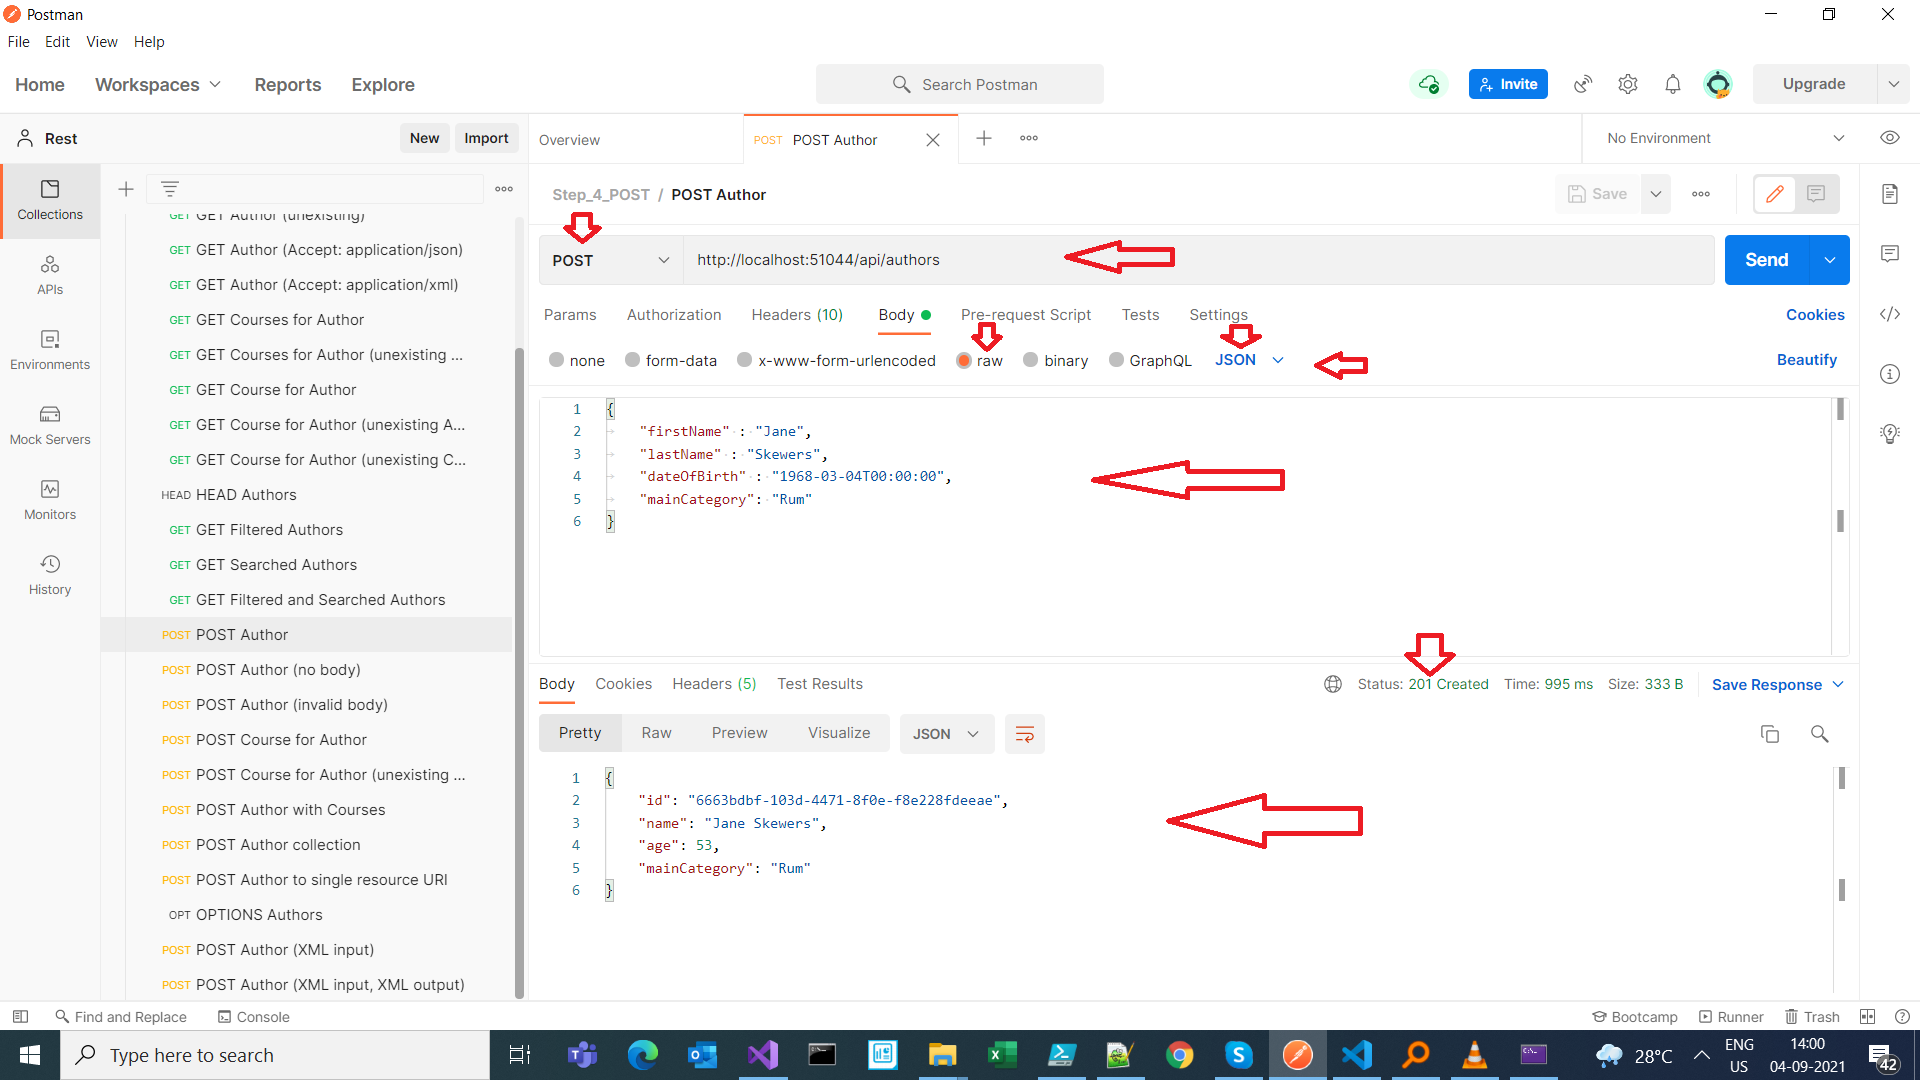 Postman
File Edit View Help
Home Workspaces Reports Explore Search Postman Invite Upgrade
Rest New Import Overview POST POST Author No Environment
Collections
APIs
Environments
Mock Servers
Monitors
History
GET GET Author (unexisting)
GET GET Author (Accept: application/json)
GET GET Author (Accept: application/xml)
GET GET Courses for Author
GET GET Courses for Author (unexisting ...
GET GET Course for Author
GET GET Course for Author (unexisting A...
GET GET Course for Author (unexisting C...
HEAD HEAD Authors
GET GET Filtered Authors
GET GET Searched Authors
GET GET Filtered and Searched Authors
POST POST Author
POST POST Author (no body)
POST POST Author (invalid body)
POST POST Course for Author
POST POST Course for Author (unexisting ...
POST POST Author with Courses
POST POST Author collection
POST POST Author to single resource URI
OPT OPTIONS Authors
POST POST Author (XML input)
POST POST Author (XML input, XML output)
Step_4_POST / POST Author Save
POST http://localhost:51044/api/authors Send
Params Authorization Headers (10) Body Pre-request Script Tests Settings Cookies
none form-data x-www-form-urlencoded raw binary GraphQL JSON Beautify
1 {
2 "firstName" : "Jane",
3 "lastName" : "Skewers",
4 "dateOfBirth" : "1968-03-04T00:00:00",
5 "mainCategory": "Rum"
6 }
Body Cookies Headers (5) Test Results Status: 201 Created Time: 995 ms Size: 333 B Save Response
Pretty Raw Preview Visualize JSON
1 {
2 "id": "6663bdbf-103d-4471-8f0e-f8e228fdeeae",
3 "name": "Jane Skewers",
4 "age": 53,
5 "mainCategory": "Rum"
6 }
Find and Replace Console Bootcamp Runner Trash
Type here to search 28°C ENG US 14:00 04-09-2021 42